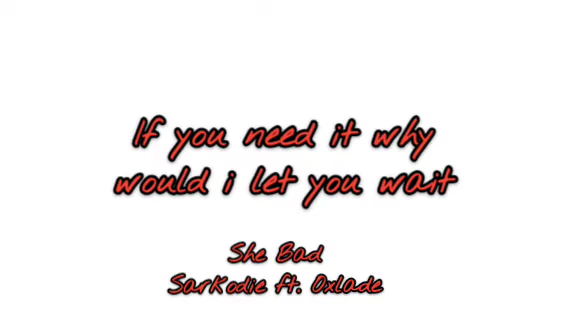 If you need it why
would i let you wait
She Bad
Sarkodie ft. Oxlade